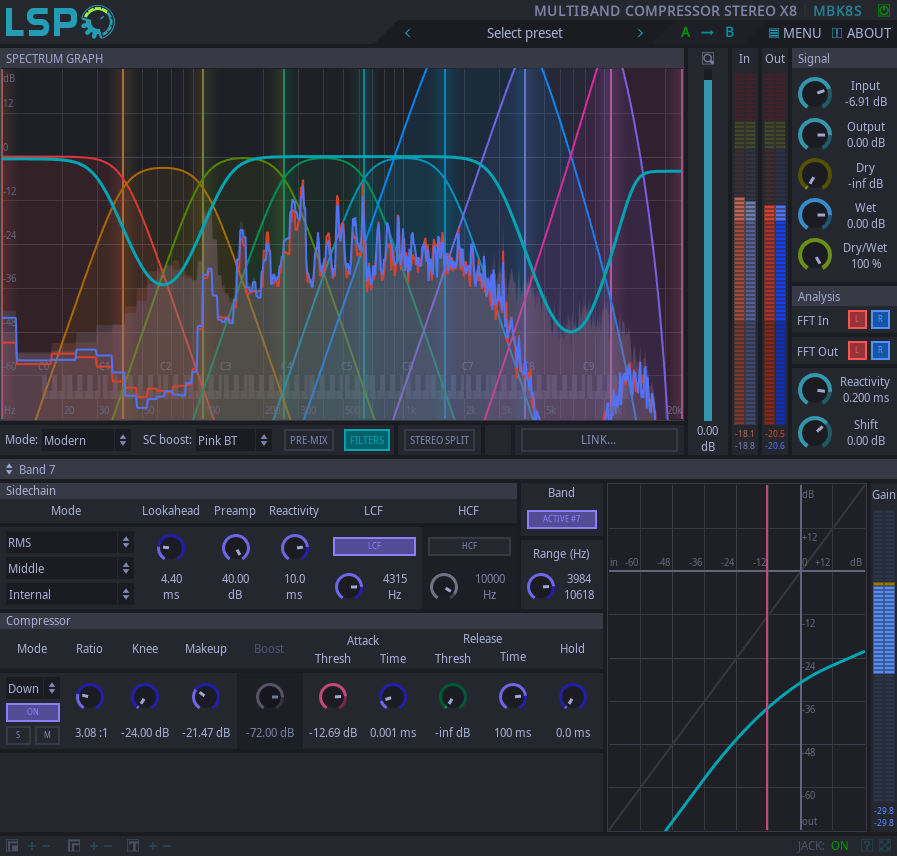 LSP
MULTIBAND COMPRESSOR STEREO X8 MBK8S
Select preset
A → B
MENU
ABOUT
SPECTRUM GRAPH
dB
12
0
-12
-24
-36
-48
-60
C0 C1 C2 C3 C4 C5 C6 C7 C8 C9
Hz 20 30 50 100 200 300 500 1k 2k 3k 5k 10k 20k
0.00
dB
In Out
-18.1 -20.5
-18.8 -20.6
Signal
Input
-6.91 dB
Output
0.00 dB
Dry
-inf dB
Wet
0.00 dB
Dry/Wet
100 %
Analysis
FFT In L R
FFT Out L R
Reactivity
0.200 ms
Shift
0.00 dB
Mode: Modern SC boost: Pink BT PRE-MIX FILTERS STEREO SPLIT LINK...
Band 7
Sidechain
Mode Lookahead Preamp Reactivity LCF HCF
RMS
Middle
Internal
4.40
ms
40.00
dB
10.0
ms
LCF
4315
Hz
HCF
10000
Hz
Band
ACTIVE #7
Range (Hz)
3984
10618
Compressor
Mode Ratio Knee Makeup Boost
Attack
Thresh Time
Release
Thresh Time
Hold
Down
ON
S M
3.08 :1 -24.00 dB -21.47 dB -72.00 dB -12.69 dB 0.001 ms -inf dB 100 ms 0.0 ms
dB
+12
in -60 -48 -36 -24 -12 0 +12 dB
-12
-24
-36
-48
-60
out
Gain
-29.8
-29.8
JACK: ON